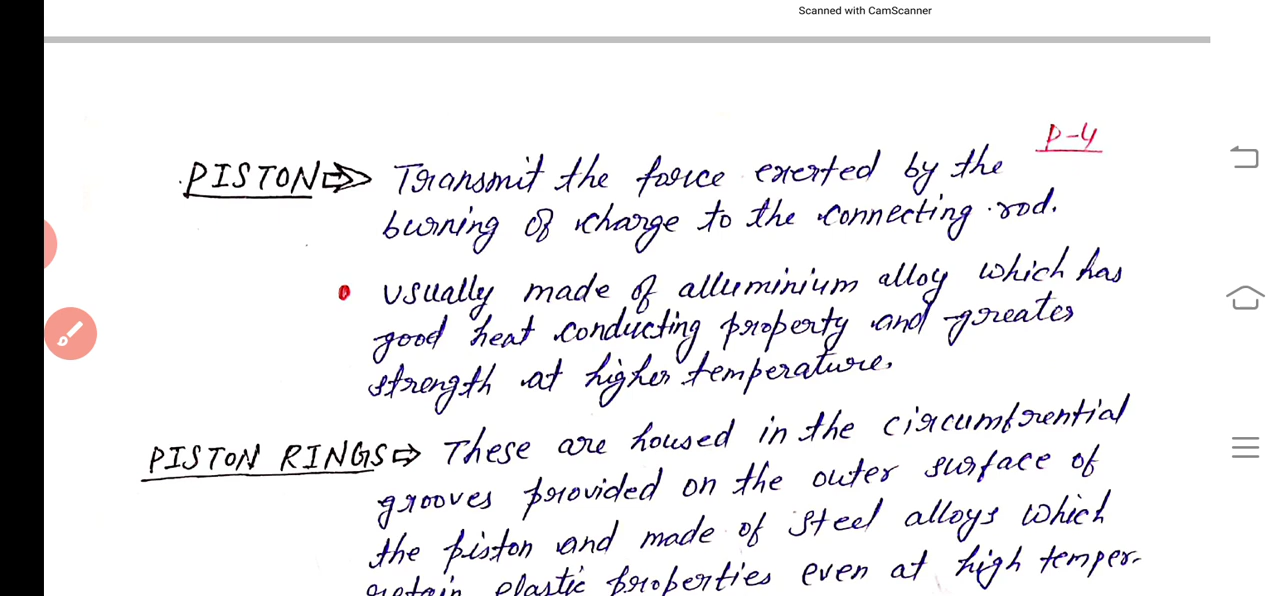 Scanned with CamScanner
P-4
PISTON ⇒ Transmit the force exerted by the
burning of charge to the connecting rod.
• usually made of alluminium alloy which has
good heat conducting property and greater
strength at higher temperature.
PISTON RINGS ⇒ These are housed in the circumfrential
grooves provided on the outer surface of
the piston and made of steel alloys which
retain elastic properties even at high temper-